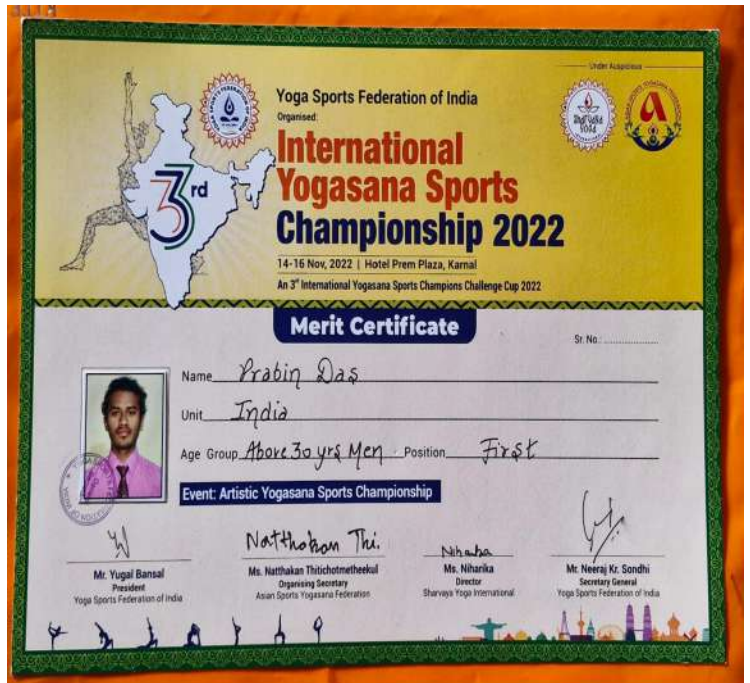 Under Auspicious
Yoga Sports Federation of India
Organised:
International
Yogasana Sports
Championship 2022
3rd
14-16 Nov, 2022 | Hotel Prem Plaza, Karnal
An 3rd International Yogasana Sports Champions Challenge Cup 2022
Merit Certificate
Sr. No.
Name Prabin Das
Unit India
Age Group Above 30 yrs Men Position First
Event: Artistic Yogasana Sports Championship
Natthakan Thi.
Niharika
Mr. Yugal Bansal
President
Yoga Sports Federation of India
Ms. Natthakan Thitichotmetheekul
Organising Secretary
Asian Sports Yogasana Federation
Ms. Niharika
Director
Sharvaya Yoga International
Mr. Neeraj Kr. Sondhi
Secretary General
Yoga Sports Federation of India